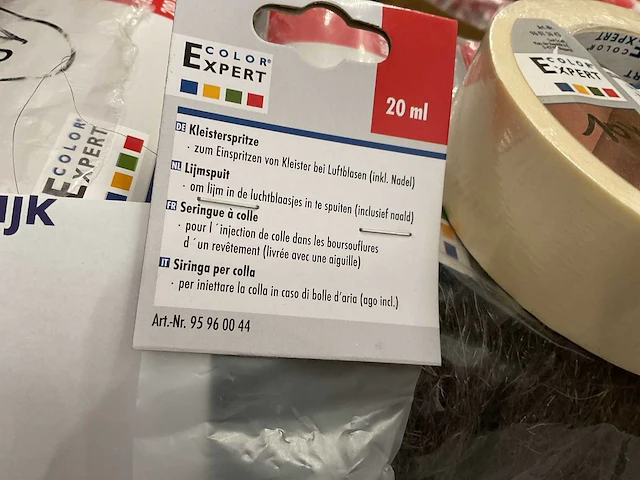 COLOR®
EXPERT
20 ml
DE Kleisterspritze
· zum Einspritzen von Kleister bei Luftblasen (inkl. Nadel)
NL Lijmspuit
· om lijm in de luchtblaasjes in te spuiten (inclusief naald)
FR Seringue à colle
· pour l´injection de colle dans les boursouflures
d´un revêtement (livrée avec une aiguille)
IT Siringa per colla
· per iniettare la colla in caso di bolle d'aria (ago incl.)
Art.-Nr. 95 96 00 44
COLOR
EXPERT
IJK
COLOR
EXPERT
COLOR
EXPERT